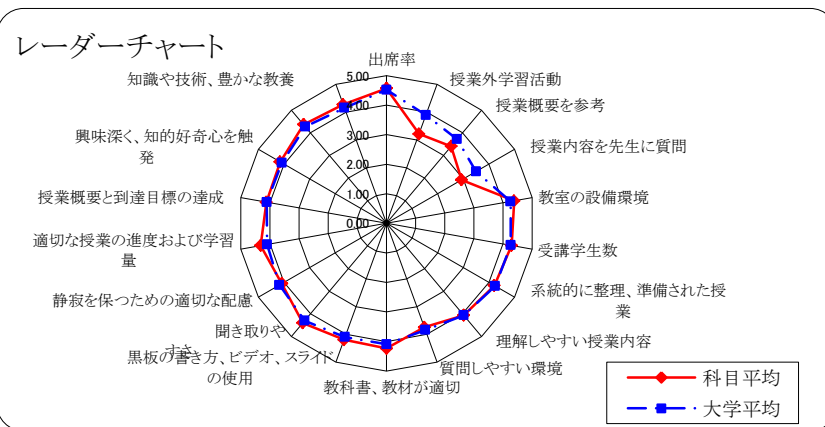 レーダーチャート
出席率
授業外学習活動
授業概要を参考
授業内容を先生に質問
教室の設備環境
受講学生数
系統的に整理、準備された授
業
理解しやすい授業内容
質問しやすい環境
教科書、教材が適切
黒板の書き方、ビデオ、スライド
の使用
聞き取りや
すさ
静寂を保つための適切な配慮
適切な授業の進度および学習
量
授業概要と到達目標の達成
興味深く、知的好奇心を触
発
知識や技術、豊かな教養
5.00
4.00
3.00
2.00
1.00
0.00
科目平均
大学平均